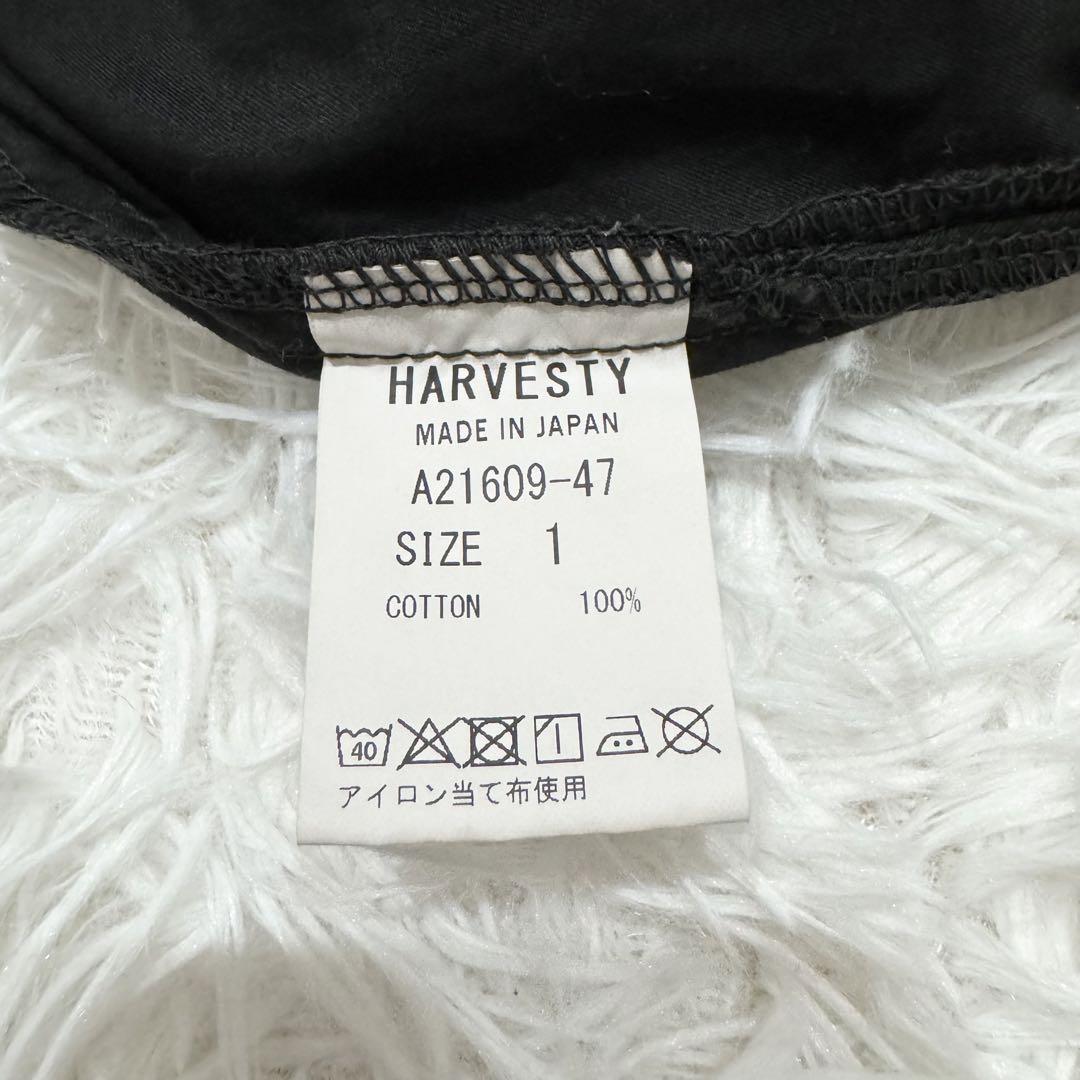 HARVESTY
MADE IN JAPAN
A21609-47
SIZE 1
COTTON 100%
40
アイロン当て布使用